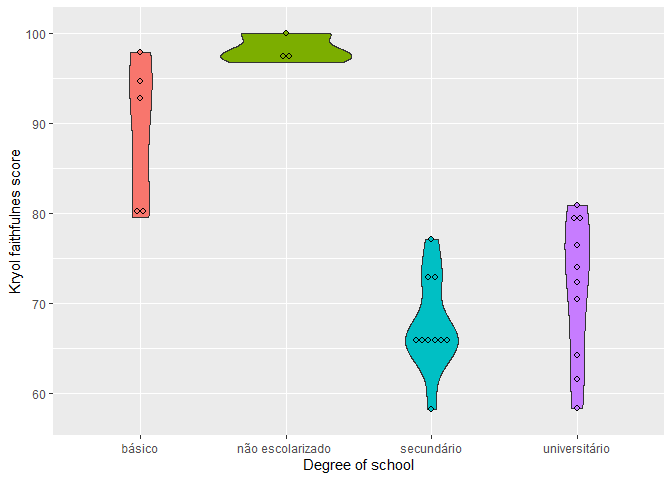 100
90
80
70
60
Kryol faithfulnes score
básico
não escolarizado
secundário
universitário
Degree of school